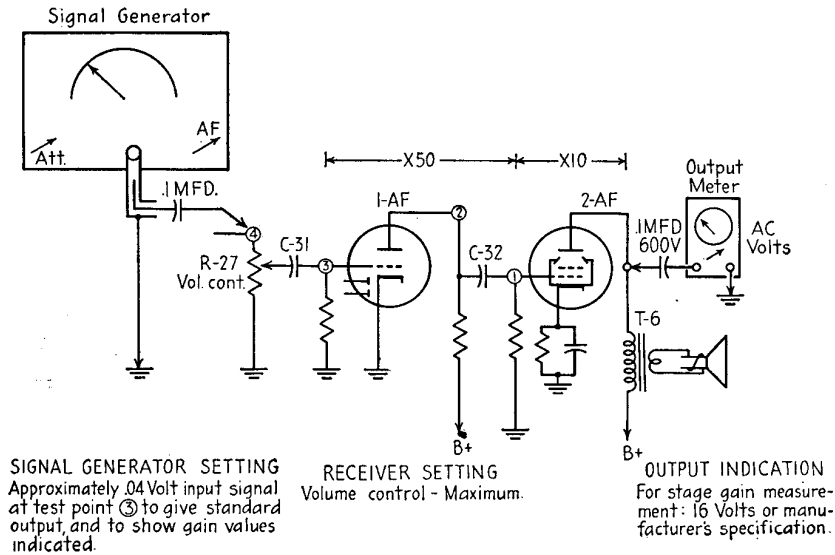 Signal Generator
Att.
AF
.1MFD.
X50
X10
Output
Meter
1-AF
2
2-AF
.1MFD
600V
AC
Volts
4
R-27
Vol. cont.
C-31
3
C-32
1
T-6
B+
B+
SIGNAL GENERATOR SETTING
Approximately .04 Volt input signal
at test point 3 to give standard
output, and to show gain values
indicated.
RECEIVER SETTING
Volume control - Maximum.
OUTPUT INDICATION
For stage gain measure-
ment: 16 Volts or manu-
facturer's specification.